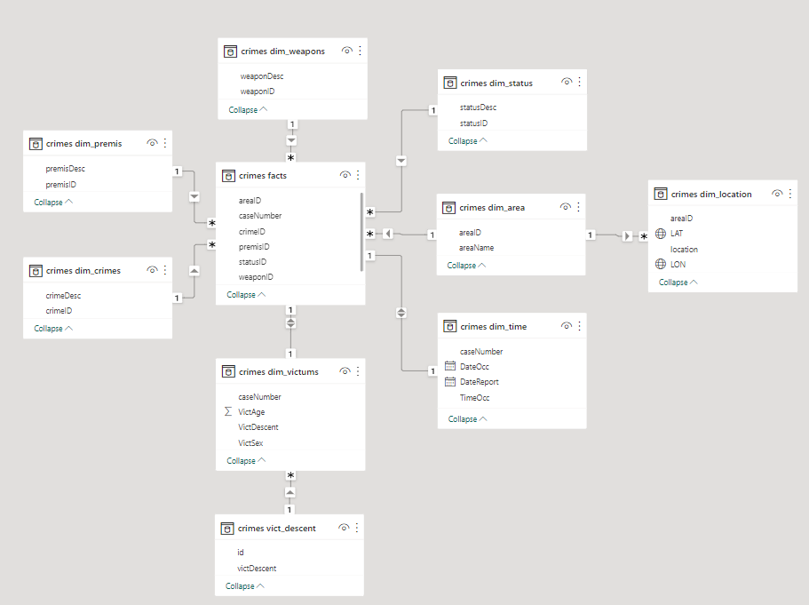 crimes dim_weapons
weaponDesc
weaponID
Collapse
crimes dim_status
statusDesc
statusID
Collapse
crimes dim_premis
premisDesc
premisID
Collapse
crimes facts
areaID
caseNumber
crimeID
premisID
statusID
weaponID
Collapse
crimes dim_area
areaID
areaName
Collapse
crimes dim_location
areaID
LAT
location
LON
Collapse
crimes dim_crimes
crimeDesc
crimeID
Collapse
crimes dim_time
caseNumber
DateOcc
DateReport
TimeOcc
Collapse
crimes dim_victums
caseNumber
VictAge
VictDescent
VictSex
Collapse
crimes vict_descent
id
victDescent
Collapse
1
*
1
*
1
*
1
*
1
*
1
*
1
1
1
1
*
1